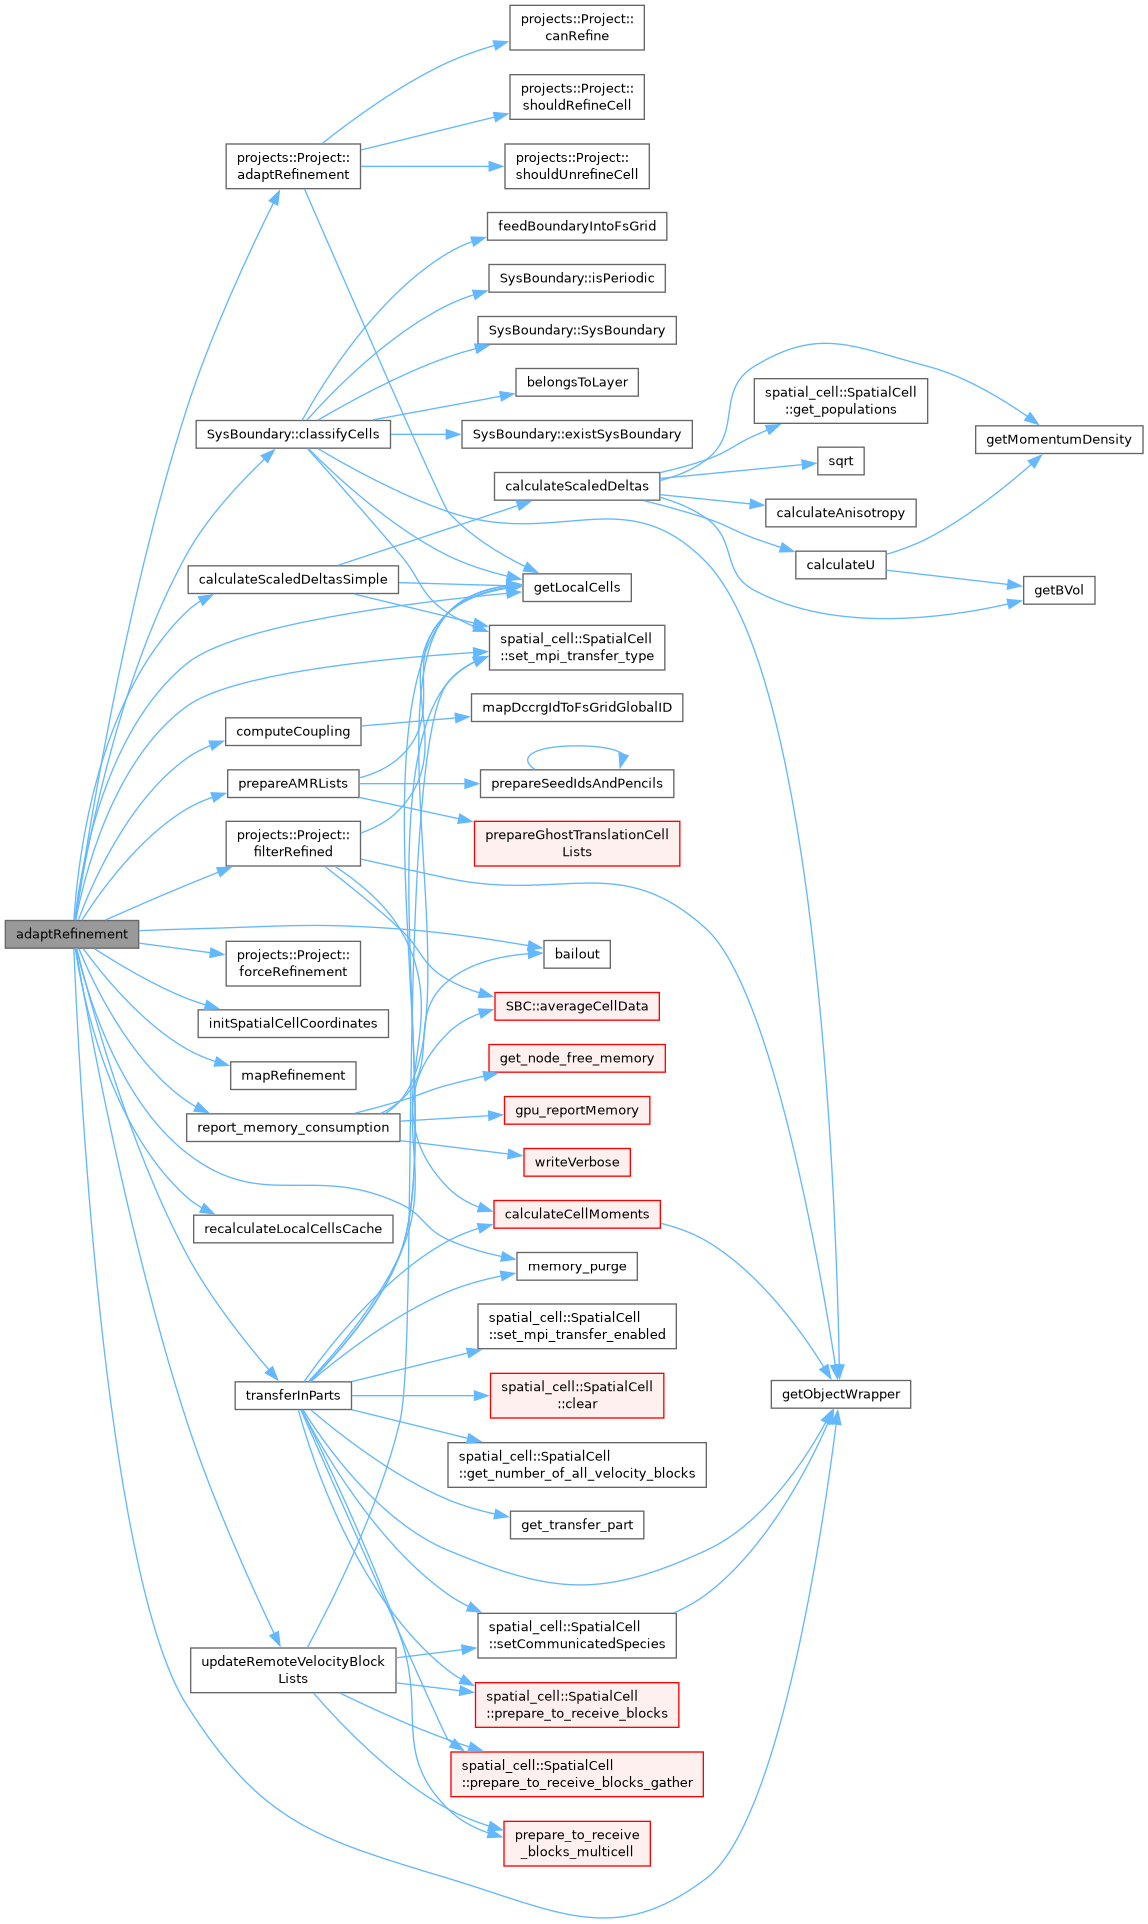 projects::Project::
canRefine
projects::Project::
shouldRefineCell
projects::Project::
adaptRefinement
projects::Project::
shouldUnrefineCell
feedBoundaryIntoFsGrid
SysBoundary::isPeriodic
SysBoundary::SysBoundary
belongsToLayer
SysBoundary::classifyCells
SysBoundary::existSysBoundary
spatial_cell::SpatialCell
::get_populations
getMomentumDensity
sqrt
calculateScaledDeltas
calculateAnisotropy
calculateU
getBVol
calculateScaledDeltasSimple
getLocalCells
spatial_cell::SpatialCell
::set_mpi_transfer_type
mapDccrgIdToFsGridGlobalID
computeCoupling
prepareAMRLists
prepareSeedIdsAndPencils
projects::Project::
filterRefined
prepareGhostTranslationCell
Lists
adaptRefinement
bailout
projects::Project::
forceRefinement
SBC::averageCellData
initSpatialCellCoordinates
get_node_free_memory
mapRefinement
gpu_reportMemory
report_memory_consumption
writeVerbose
calculateCellMoments
recalculateLocalCellsCache
memory_purge
spatial_cell::SpatialCell
::set_mpi_transfer_enabled
transferInParts
spatial_cell::SpatialCell
::clear
getObjectWrapper
spatial_cell::SpatialCell
::get_number_of_all_velocity_blocks
get_transfer_part
spatial_cell::SpatialCell
::setCommunicatedSpecies
updateRemoteVelocityBlock
Lists
spatial_cell::SpatialCell
::prepare_to_receive_blocks
spatial_cell::SpatialCell
::prepare_to_receive_blocks_gather
prepare_to_receive
_blocks_multicell